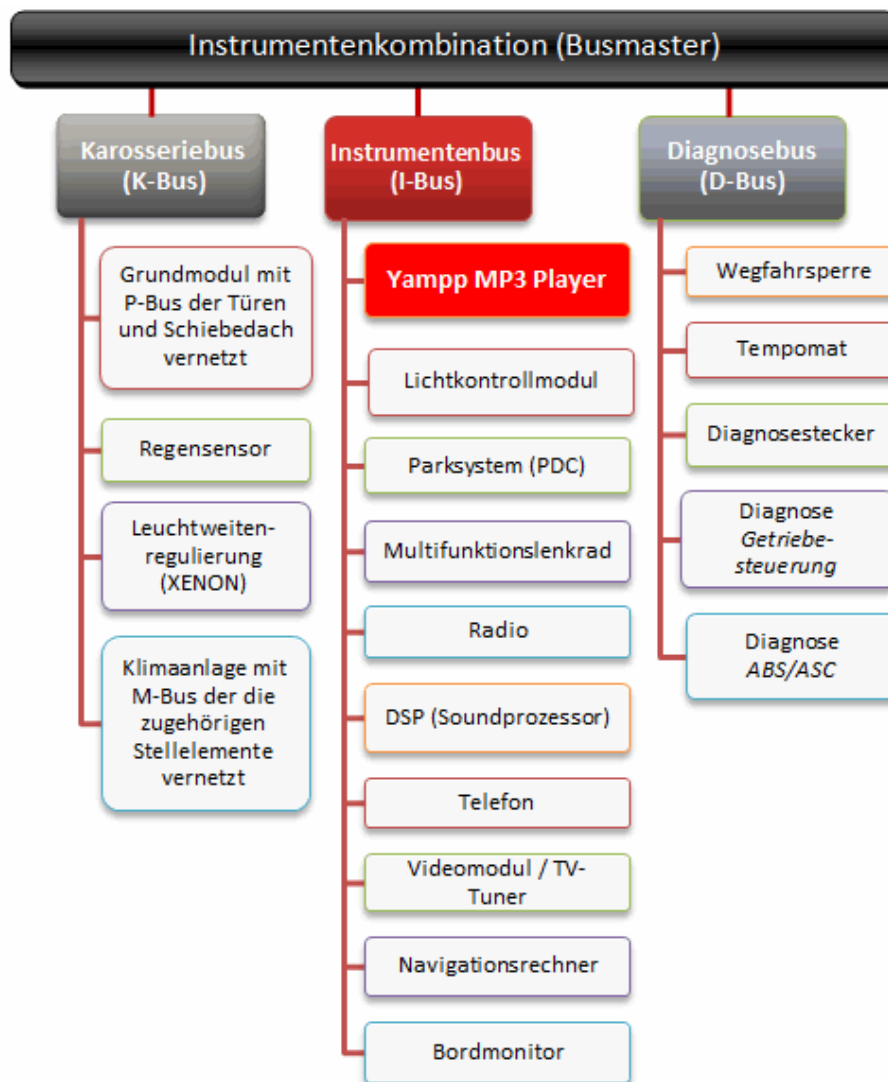 Instrumentenkombination (Busmaster)
Karosseriebus
(K-Bus)
Grundmodul mit
P-Bus der Türen
und Schiebedach
vernetzt
Regensensor
Leuchtweiten-
regulierung
(XENON)
Klimaanlage mit
M-Bus der die
zugehörigen
Stellelemente
vernetzt
Instrumentenbus
(I-Bus)
Yampp MP3 Player
Lichtkontrollmodul
Parksystem (PDC)
Multifunktionslenkrad
Radio
DSP (Soundprozessor)
Telefon
Videomodul / TV-
Tuner
Navigationsrechner
Bordmonitor
Diagnosebus
(D-Bus)
Wegfahrsperre
Tempomat
Diagnosestecker
Diagnose
Getriebe-
steuerung
Diagnose
ABS/ASC